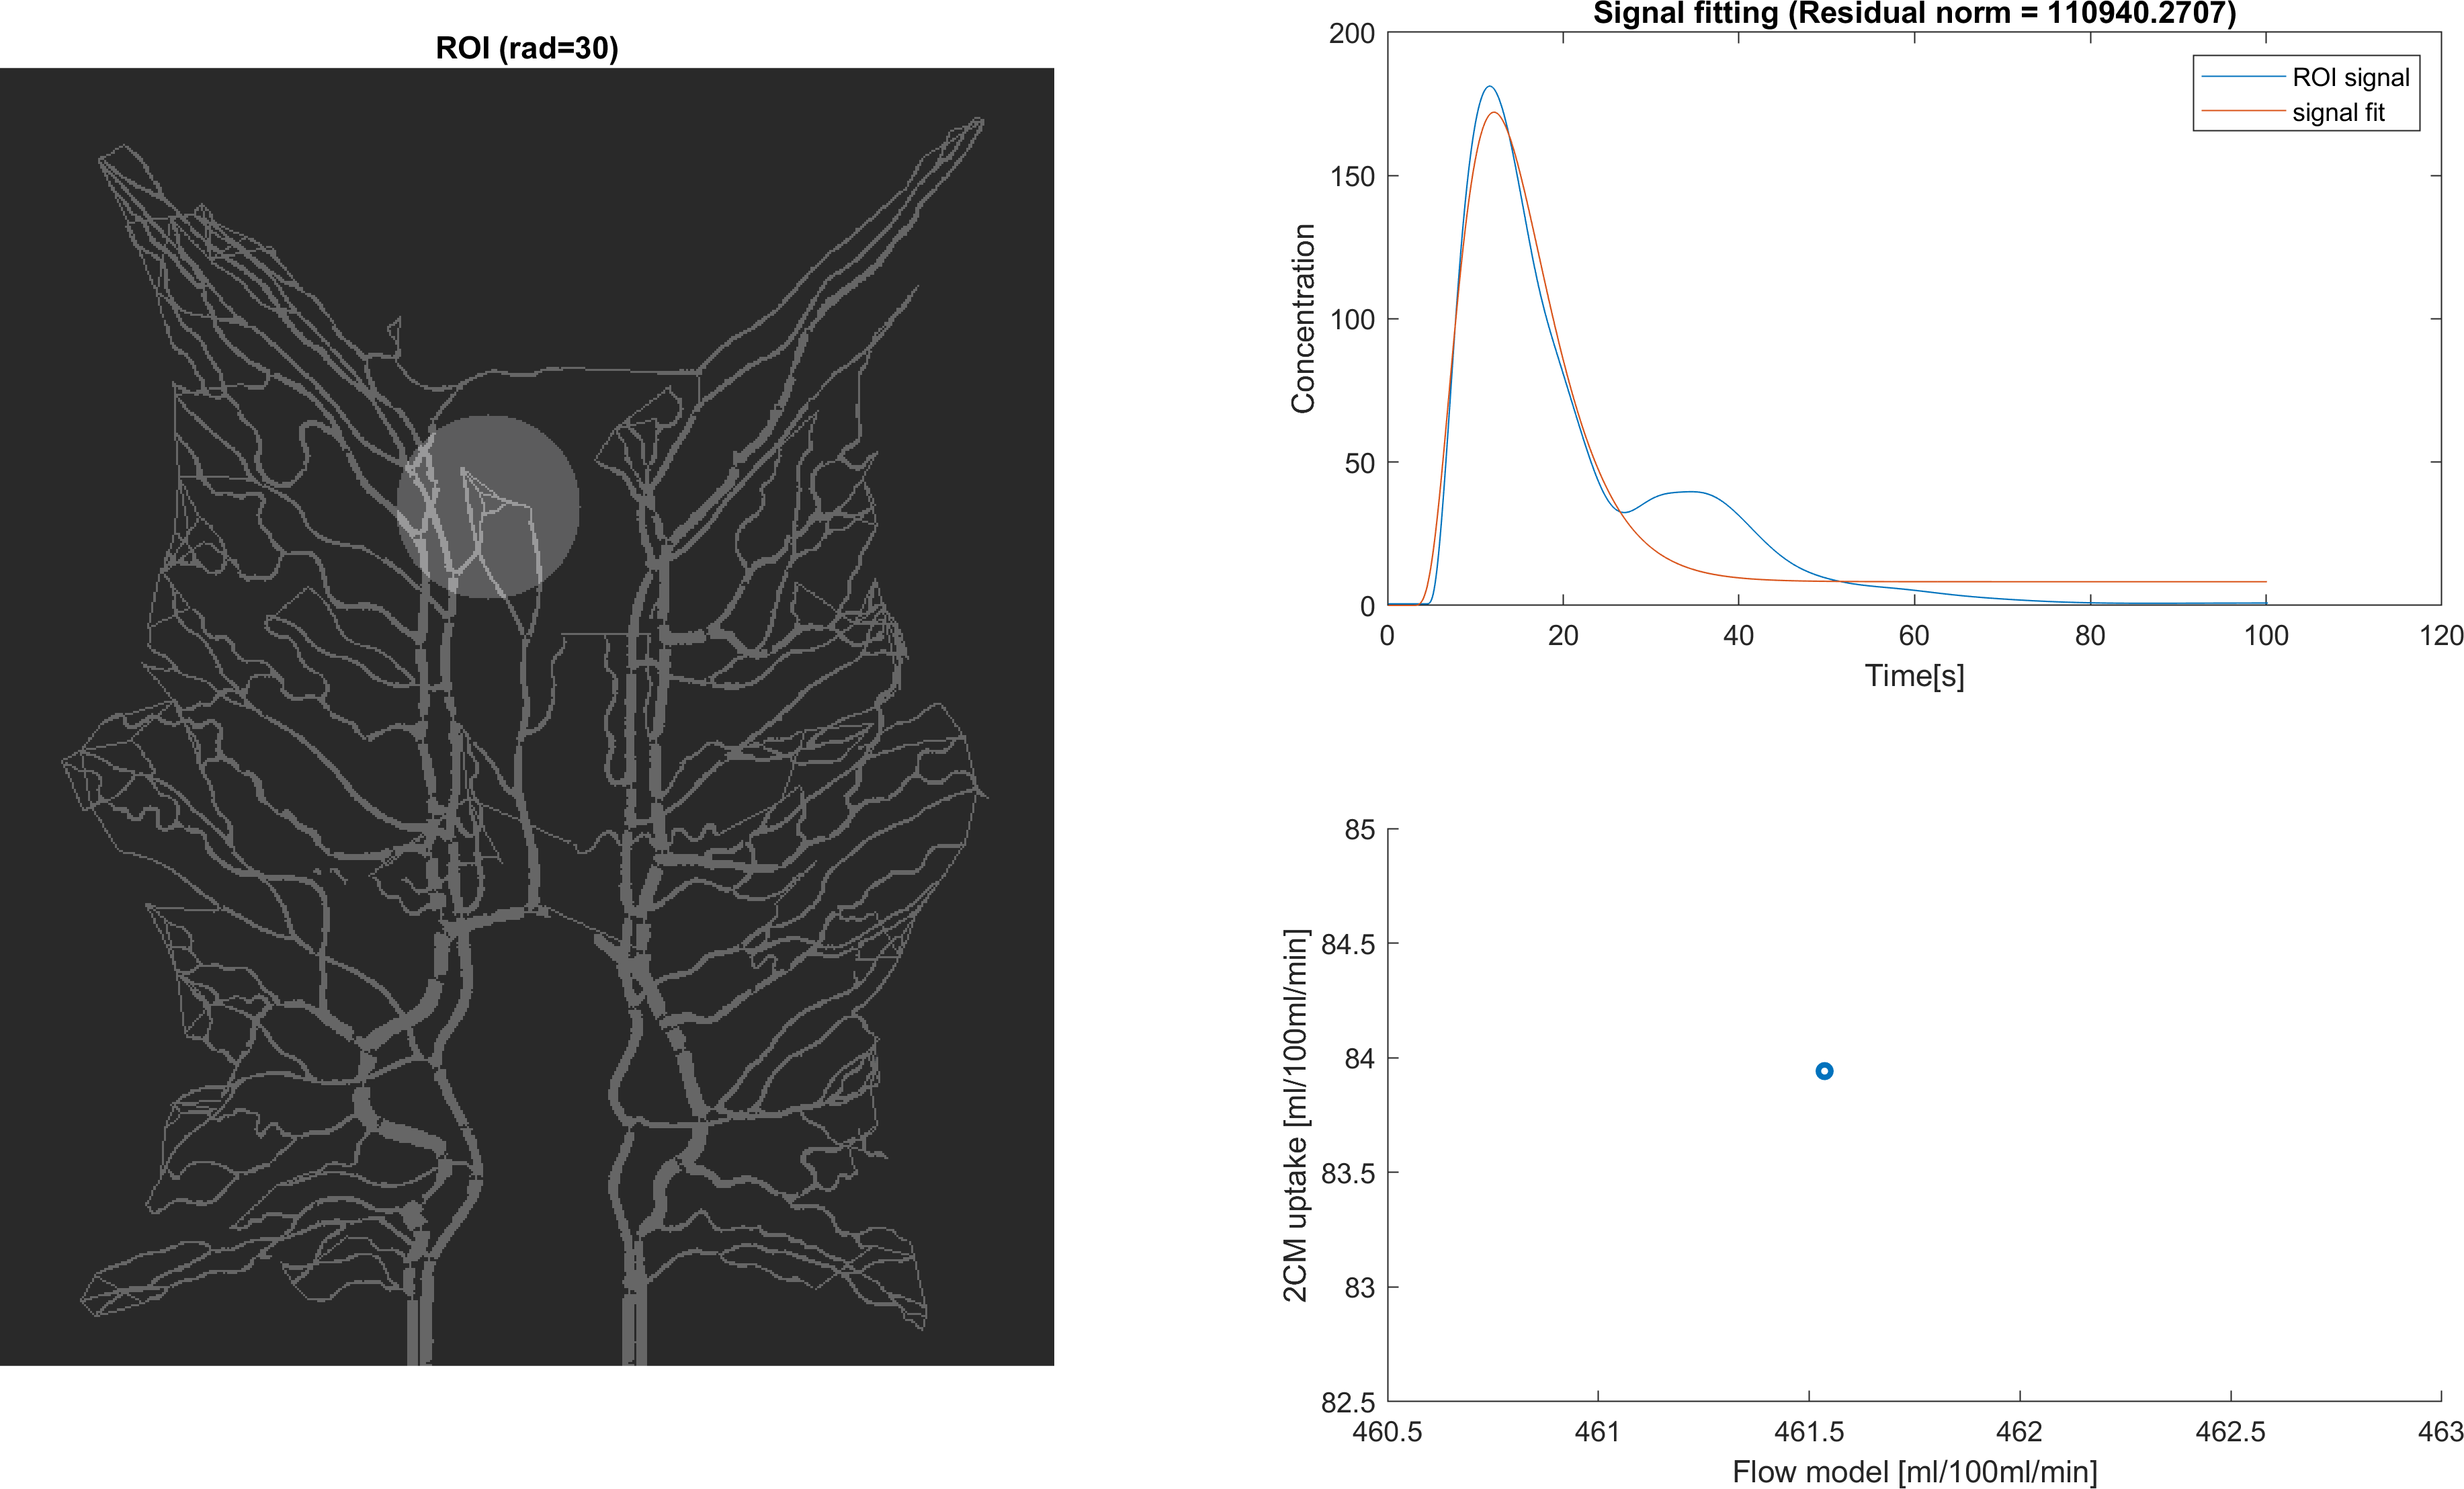 ROI (rad=30)
Signal fitting (Residual norm = 110940.2707)
200
150
100
50
0
Concentration
ROI signal
signal fit
0 20 40 60 80 100 120
Time[s]
85
84.5
84
83.5
83
82.5
2CM uptake [ml/100ml/min]
460.5 461 461.5 462 462.5 463
Flow model [ml/100ml/min]